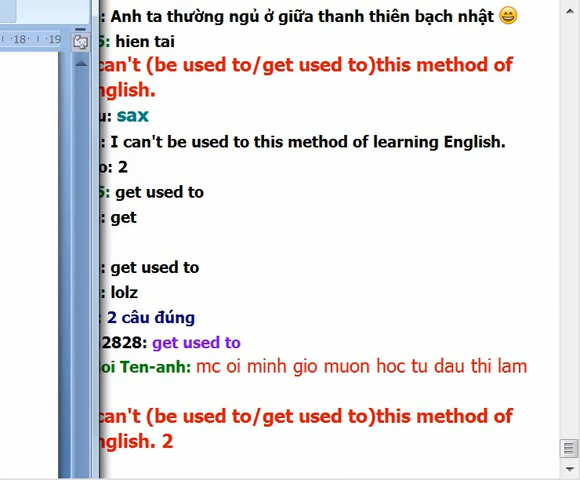 : Anh ta thường ngủ ở giữa thanh thiên bạch nhật
5: hien tai
18 19
can't (be used to/get used to)this method of
nglish.
u: sax
: I can't be used to this method of learning English.
o: 2
5: get used to
: get
: get used to
: lolz
: 2 câu đúng
2828: get used to
oi Ten-anh: mc oi minh gio muon hoc tu dau thi lam
can't (be used to/get used to)this method of
nglish. 2